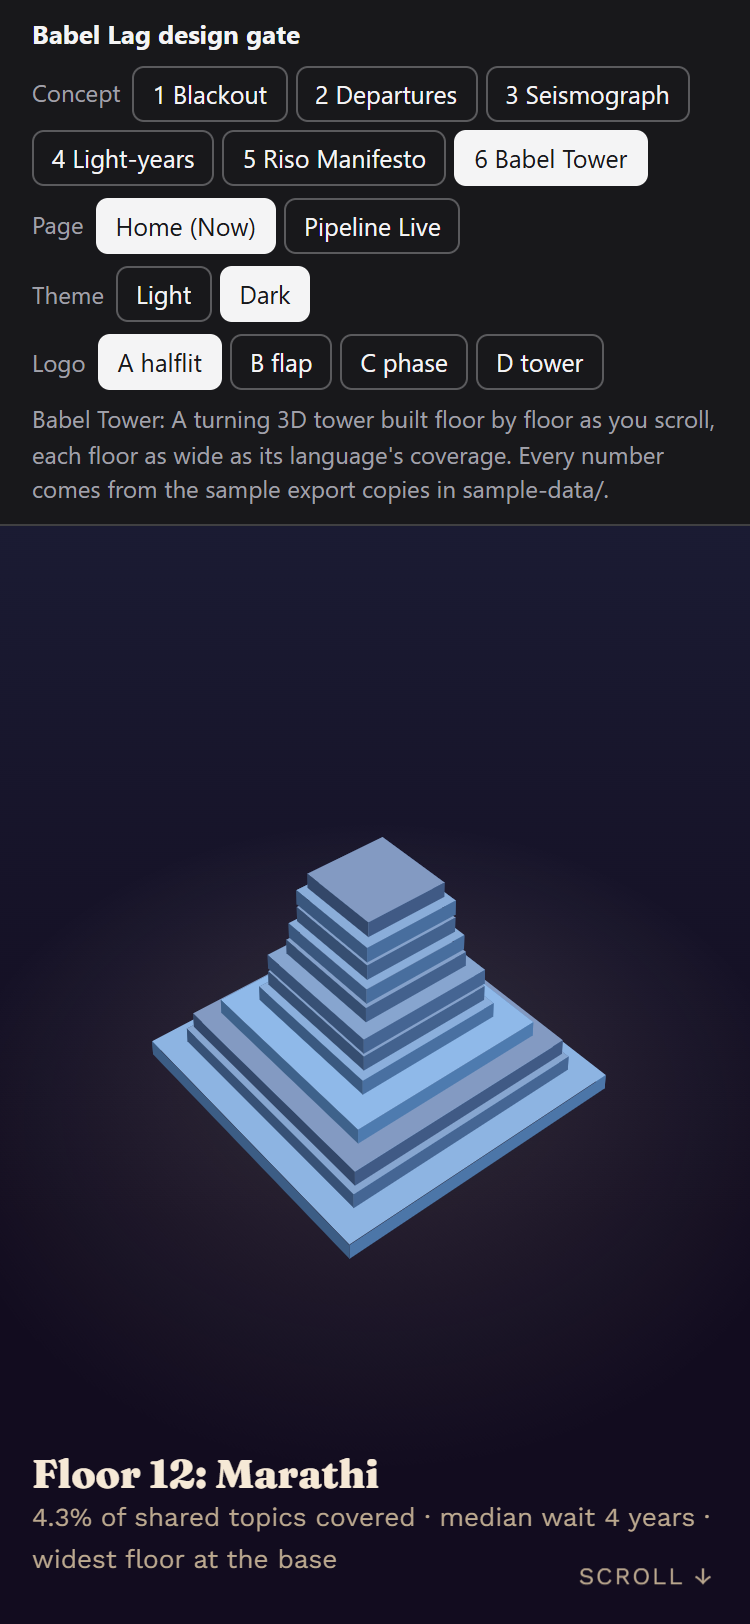 Babel Lag design gate
Concept 1 Blackout 2 Departures 3 Seismograph
4 Light-years 5 Riso Manifesto 6 Babel Tower
Page Home (Now) Pipeline Live
Theme Light Dark
Logo A halflit B flap C phase D tower
Babel Tower: A turning 3D tower built floor by floor as you scroll,
each floor as wide as its language's coverage. Every number
comes from the sample export copies in sample-data/.
Floor 12: Marathi
4.3% of shared topics covered · median wait 4 years ·
widest floor at the base
SCROLL ↓